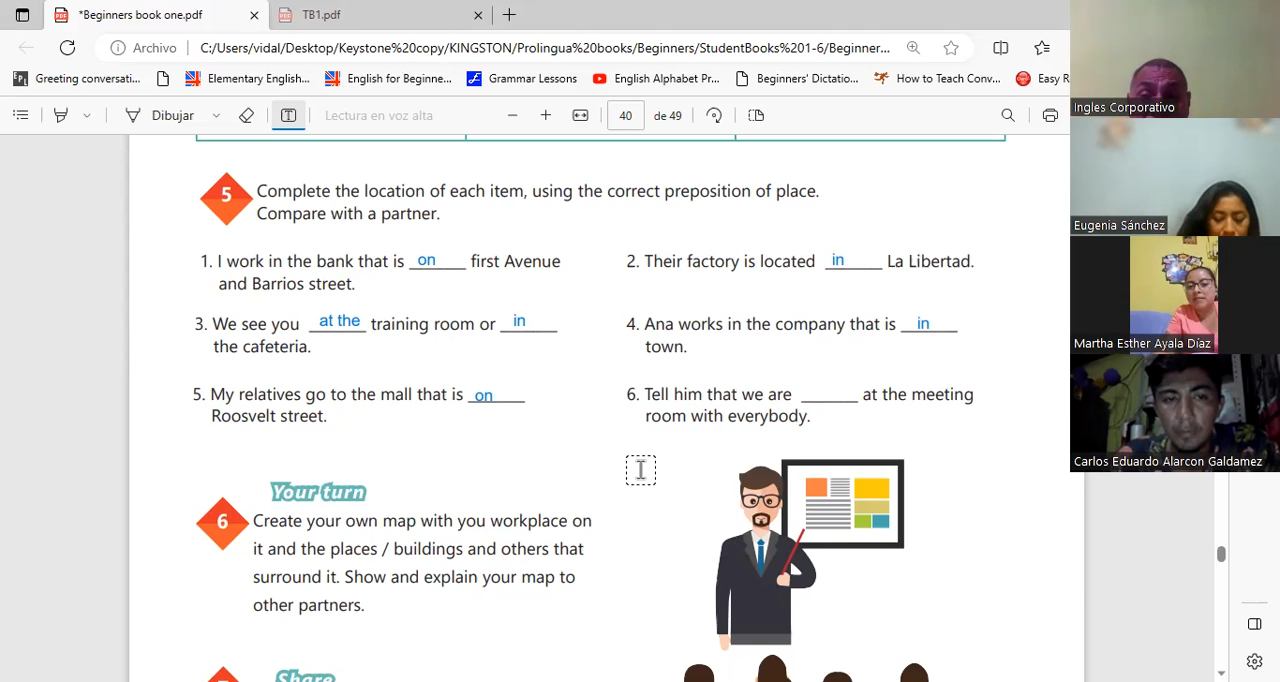 *Beginners book one.pdf
TB1.pdf
Archivo
C:/Users/vidal/Desktop/Keystone%20copy/KINGSTON/Prolingua%20books/Beginners/StudentBooks%201-6/Beginner...
Greeting conversati...
Elementary English...
English for Beginne...
Grammar Lessons
English Alphabet Pr...
Beginners' Dictatio...
How to Teach Conv...
Easy R
Dibujar
Lectura en voz alta
40 de 49
5 Complete the location of each item, using the correct preposition of place.
Compare with a partner.
1. I work in the bank that is on first Avenue
and Barrios street.
2. Their factory is located in La Libertad.
3. We see you at the training room or in
the cafeteria.
4. Ana works in the company that is in
town.
5. My relatives go to the mall that is on
Roosvelt street.
6. Tell him that we are ______ at the meeting
room with everybody.
Your turn
6 Create your own map with you workplace on
it and the places / buildings and others that
surround it. Show and explain your map to
other partners.
Share
Ingles Corporativo
Eugenia Sánchez
Martha Esther Ayala Díaz
Carlos Eduardo Alarcon Galdamez